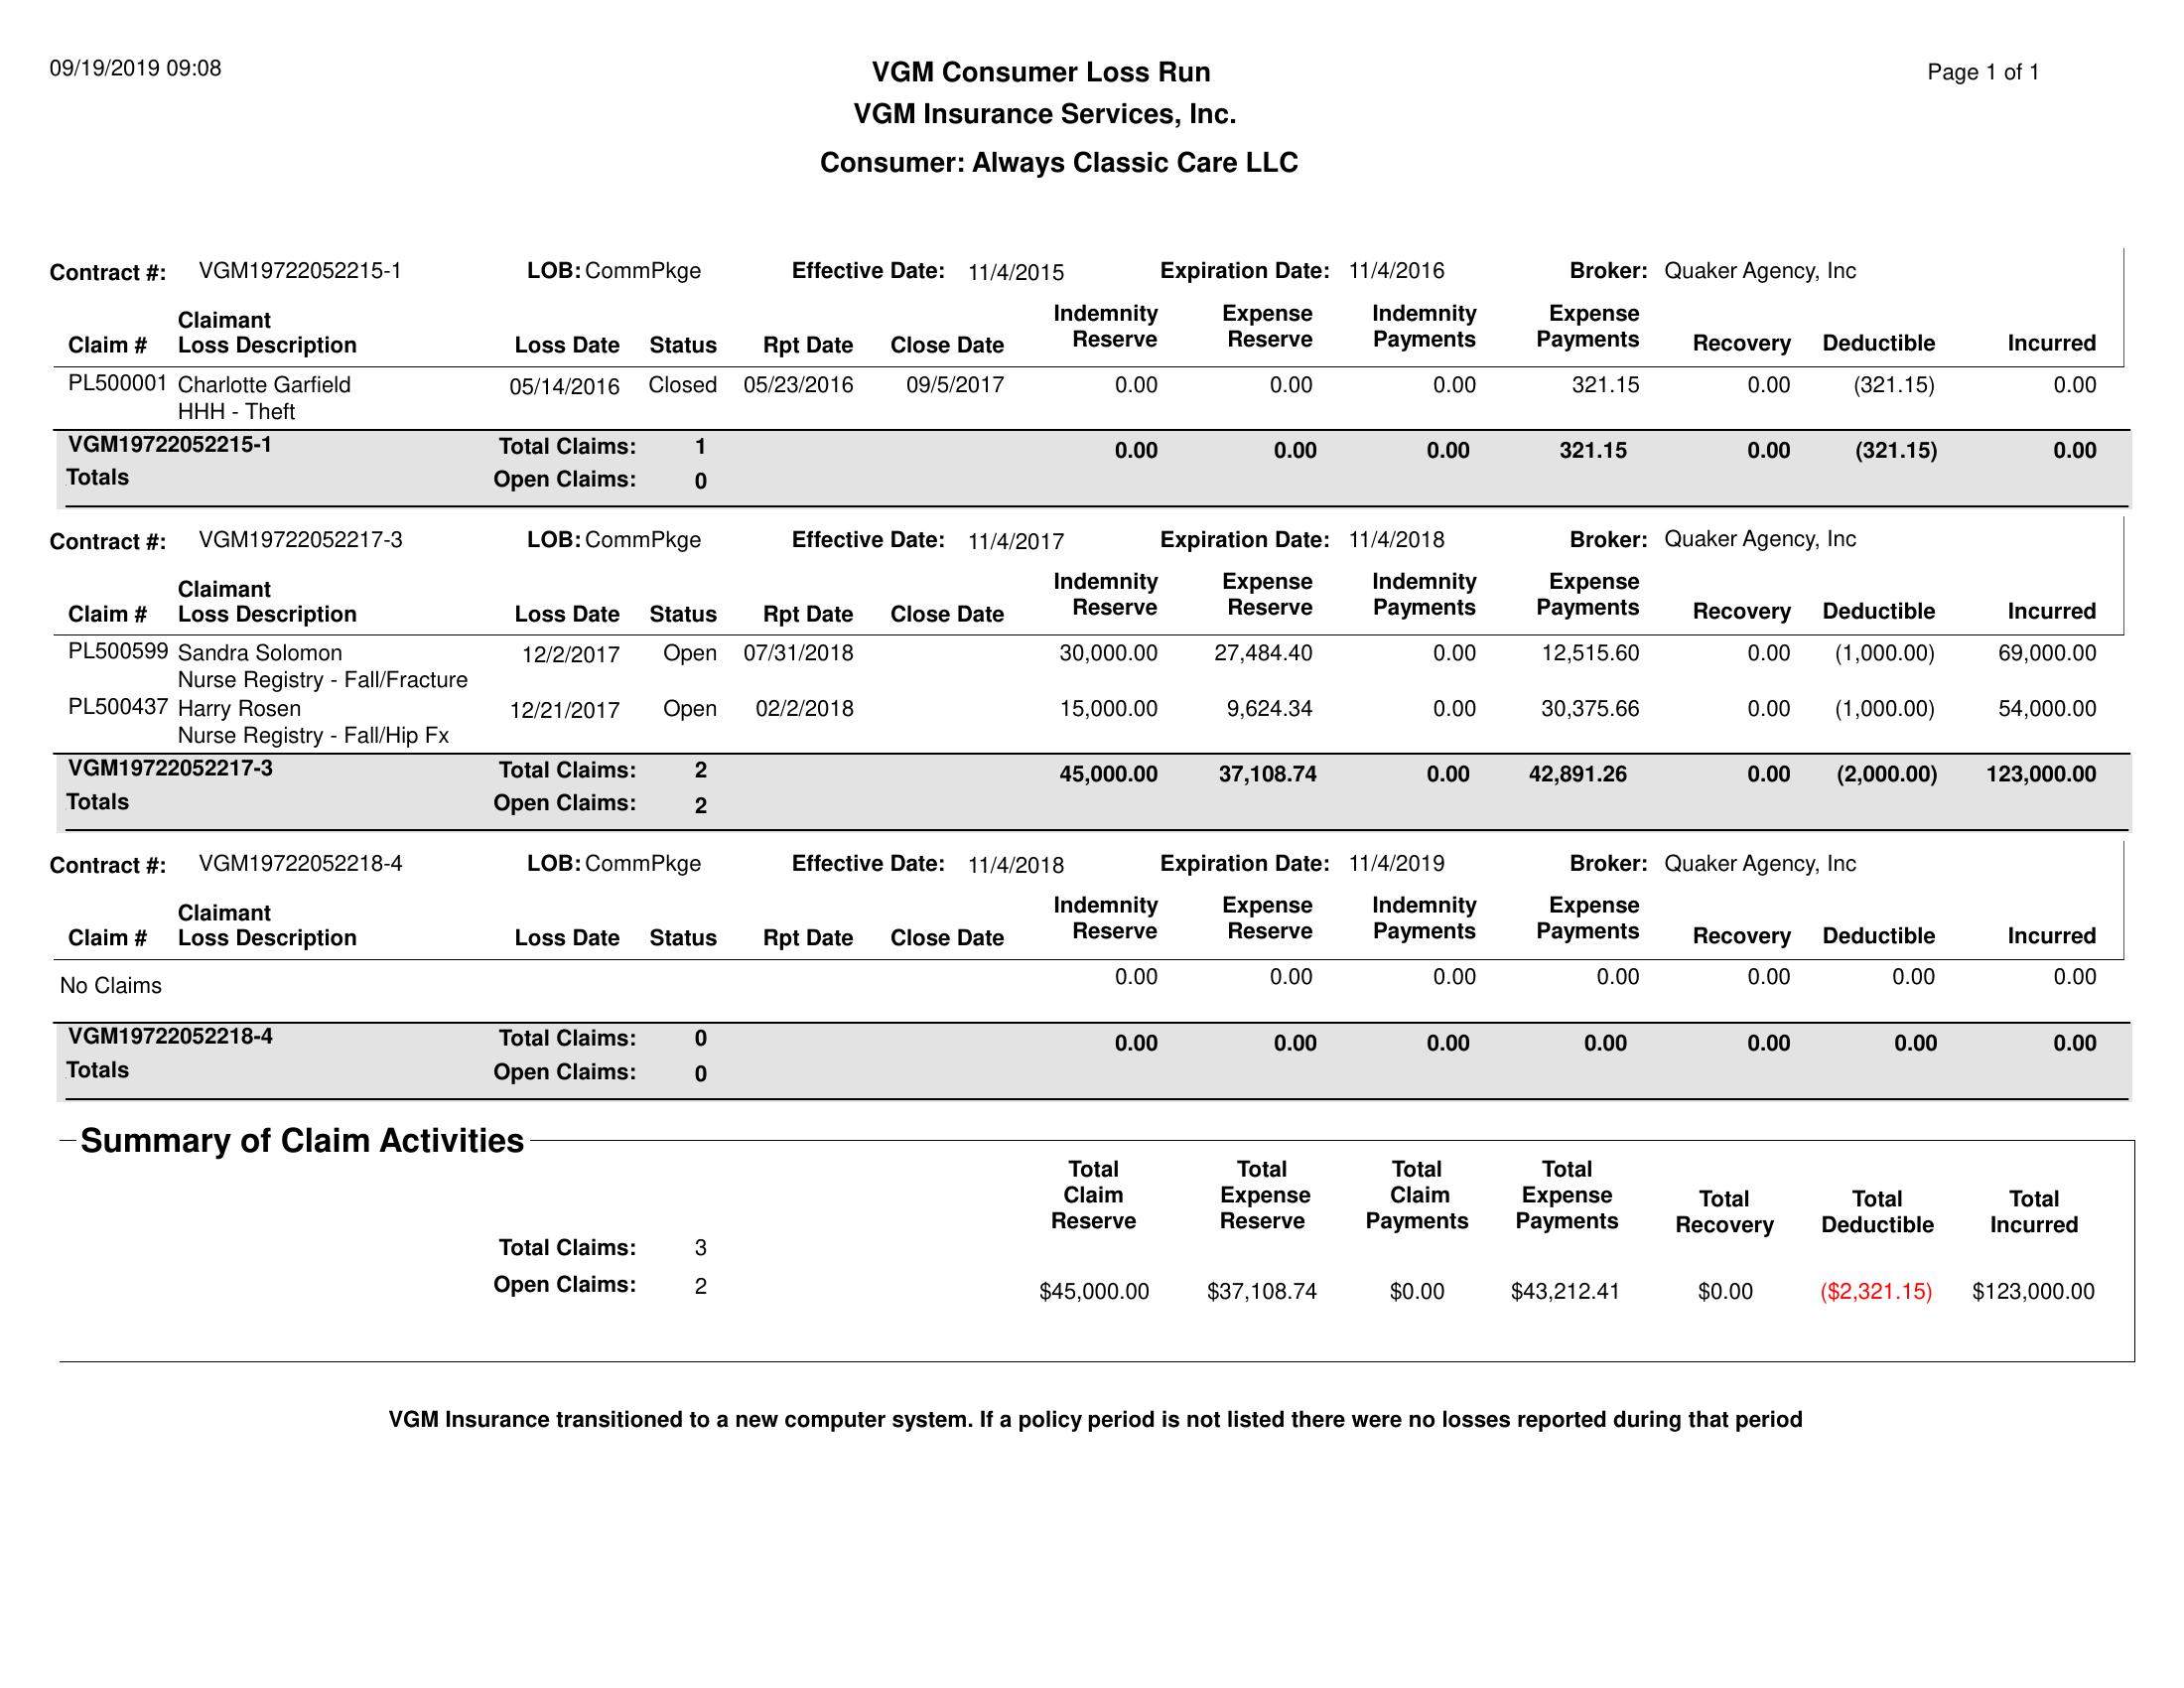 09/19/2019 09:08
VGM Consumer Loss Run
Page 1 of 1
VGM Insurance Services, Inc.
Consumer: Always Classic Care LLC
Contract #: VGM19722052215-1 LOB: CommPkge Effective Date: 11/4/2015 Expiration Date: 11/4/2016 Broker: Quaker Agency, Inc
Claimant Indemnity Expense Indemnity Expense
Claim # Loss Description Loss Date Status Rpt Date Close Date Reserve Reserve Payments Payments Recovery Deductible Incurred
PL500001 Charlotte Garfield 05/14/2016 Closed 05/23/2016 09/5/2017 0.00 0.00 0.00 321.15 0.00 (321.15) 0.00
HHH - Theft
VGM19722052215-1 Total Claims: 1 0.00 0.00 0.00 321.15 0.00 (321.15) 0.00
Totals Open Claims: 0
Contract #: VGM19722052217-3 LOB: CommPkge Effective Date: 11/4/2017 Expiration Date: 11/4/2018 Broker: Quaker Agency, Inc
Claimant Indemnity Expense Indemnity Expense
Claim # Loss Description Loss Date Status Rpt Date Close Date Reserve Reserve Payments Payments Recovery Deductible Incurred
PL500599 Sandra Solomon 12/2/2017 Open 07/31/2018 30,000.00 27,484.40 0.00 12,515.60 0.00 (1,000.00) 69,000.00
Nurse Registry - Fall/Fracture
PL500437 Harry Rosen 12/21/2017 Open 02/2/2018 15,000.00 9,624.34 0.00 30,375.66 0.00 (1,000.00) 54,000.00
Nurse Registry - Fall/Hip Fx
VGM19722052217-3 Total Claims: 2 45,000.00 37,108.74 0.00 42,891.26 0.00 (2,000.00) 123,000.00
Totals Open Claims: 2
Contract #: VGM19722052218-4 LOB: CommPkge Effective Date: 11/4/2018 Expiration Date: 11/4/2019 Broker: Quaker Agency, Inc
Claimant Indemnity Expense Indemnity Expense
Claim # Loss Description Loss Date Status Rpt Date Close Date Reserve Reserve Payments Payments Recovery Deductible Incurred
No Claims 0.00 0.00 0.00 0.00 0.00 0.00 0.00
VGM19722052218-4 Total Claims: 0 0.00 0.00 0.00 0.00 0.00 0.00 0.00
Totals Open Claims: 0
Summary of Claim Activities
Total Total Total Total
Claim Expense Claim Expense Total Total Total
Reserve Reserve Payments Payments Recovery Deductible Incurred
Total Claims: 3
Open Claims: 2 $45,000.00 $37,108.74 $0.00 $43,212.41 $0.00 ($2,321.15) $123,000.00
VGM Insurance transitioned to a new computer system. If a policy period is not listed there were no losses reported during that period